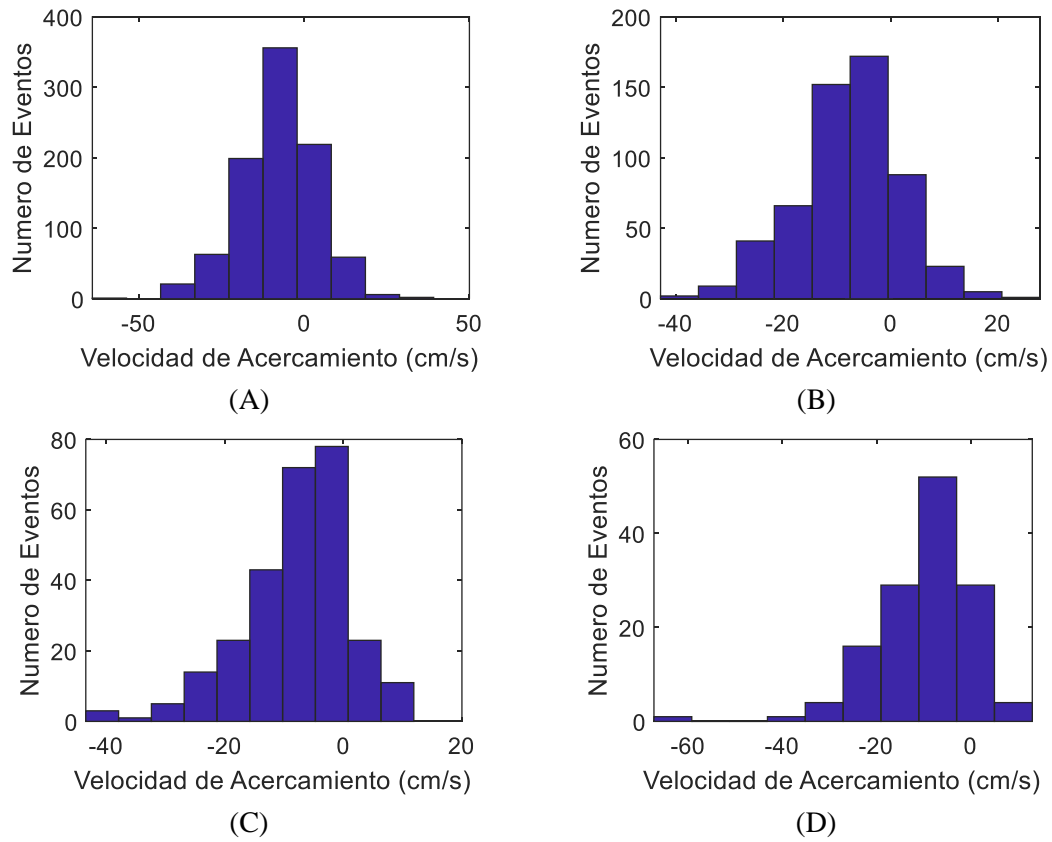 400
300
200
100
0
Numero de Eventos
-50
0
50
Velocidad de Acercamiento (cm/s)
(A)
200
150
100
50
0
Numero de Eventos
-40
-20
0
20
Velocidad de Acercamiento (cm/s)
(B)
80
60
40
20
0
Numero de Eventos
-40
-20
0
20
Velocidad de Acercamiento (cm/s)
(C)
60
40
20
0
Numero de Eventos
-60
-40
-20
0
Velocidad de Acercamiento (cm/s)
(D)